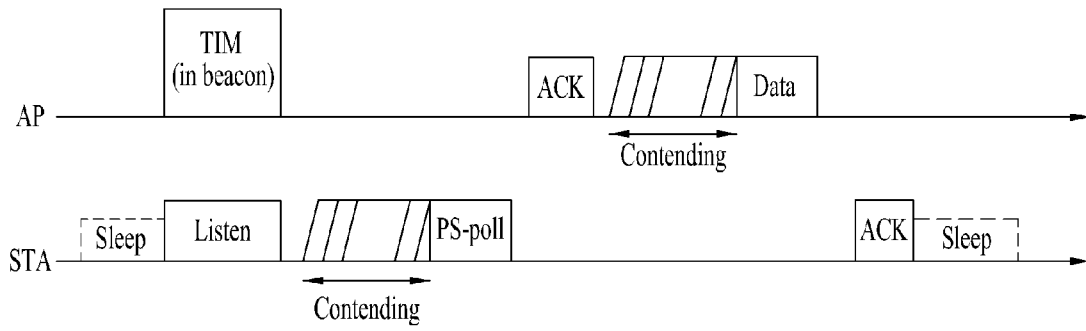 TIM
(in beacon)
ACK
Data
AP
Contending
Sleep
Listen
PS-poll
ACK
Sleep
STA
Contending